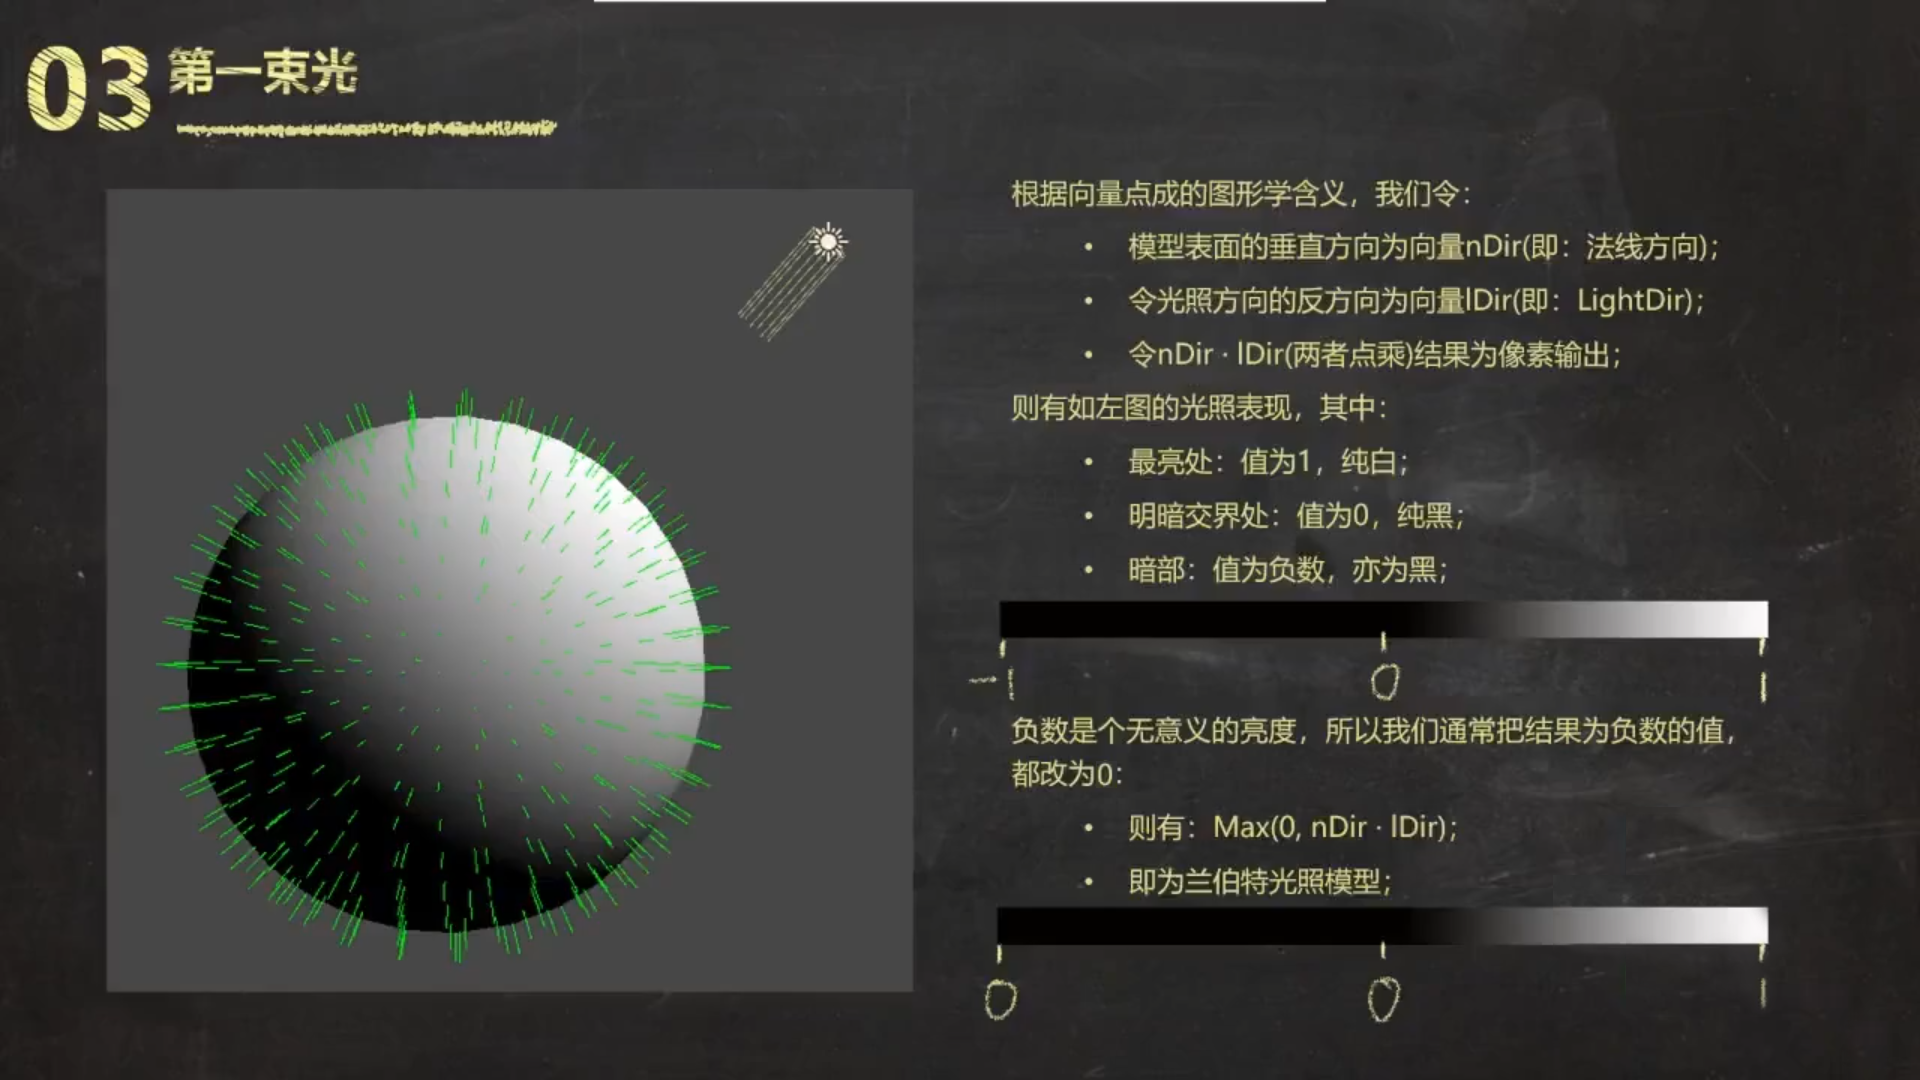 03 第一束光
根据向量点成的图形学含义，我们令：
• 模型表面的垂直方向为向量nDir(即：法线方向)；
• 令光照方向的反方向为向量lDir(即：LightDir)；
• 令nDir · lDir(两者点乘)结果为像素输出；
则有如左图的光照表现，其中：
• 最亮处：值为1，纯白；
• 明暗交界处：值为0，纯黑；
• 暗部：值为负数，亦为黑；
-1 0 1
负数是个无意义的亮度，所以我们通常把结果为负数的值，
都改为0：
• 则有：Max(0, nDir · lDir)；
• 即为兰伯特光照模型；
0 0 1